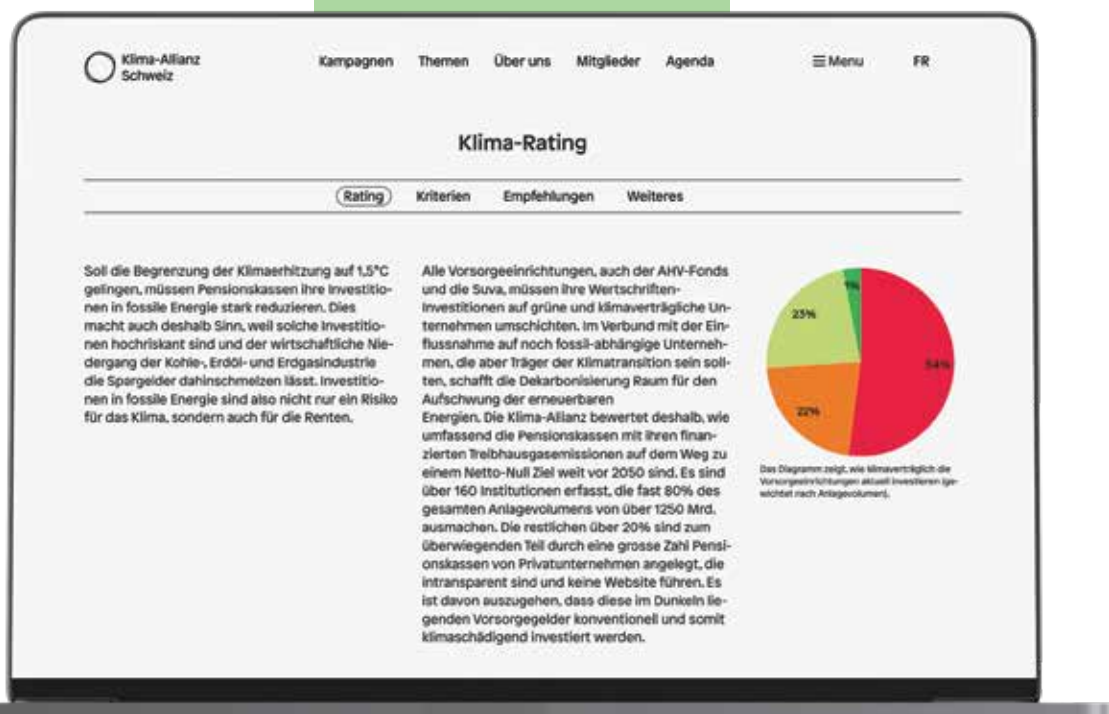 Klima-Allianz
Schweiz
Kampagnen Themen Über uns Mitglieder Agenda
Menu FR
Klima-Rating
Rating Kriterien Empfehlungen Weiteres
Soll die Begrenzung der Klimaerhitzung auf 1,5°C
gelingen, müssen Pensionskassen ihre Investitio-
nen in fossile Energie stark reduzieren. Dies
macht auch deshalb Sinn, weil solche Investitio-
nen hochriskant sind und der wirtschaftliche Nie-
dergang der Kohle-, Erdöl- und Erdgasindustrie
die Spargelder dahinschmelzen lässt. Investitio-
nen in fossile Energie sind also nicht nur ein Risiko
für das Klima, sondern auch für die Renten.
Alle Vorsorgeeinrichtungen, auch der AHV-Fonds
und die Suva, müssen ihre Wertschriften-
Investitionen auf grüne und klimaverträgliche Un-
ternehmen umschichten. Im Verbund mit der Ein-
flussnahme auf noch fossil-abhängige Unterneh-
men, die aber Träger der Klimatransition sein soll-
ten, schafft die Dekarbonisierung Raum für den
Aufschwung der erneuerbaren
Energien. Die Klima-Allianz bewertet deshalb, wie
umfassend die Pensionskassen mit ihren finan-
zierten Treibhausgasemissionen auf dem Weg zu
einem Netto-Null Ziel weit vor 2050 sind. Es sind
über 160 Institutionen erfasst, die fast 80% des
gesamten Anlagevolumens von über 1250 Mrd.
ausmachen. Die restlichen über 20% sind zum
überwiegenden Teil durch eine grosse Zahl Pensi-
onskassen von Privatunternehmen angelegt, die
intransparent sind und keine Website führen. Es
ist davon auszugehen, dass diese im Dunkeln lie-
genden Vorsorgegelder konventionell und somit
klimaschädigend investiert werden.
1%
23%
54%
22%
Das Diagramm zeigt, wie klimaverträglich die
Vorsorgeeinrichtungen aktuell investieren (ge-
wichtet nach Anlagevolumen).